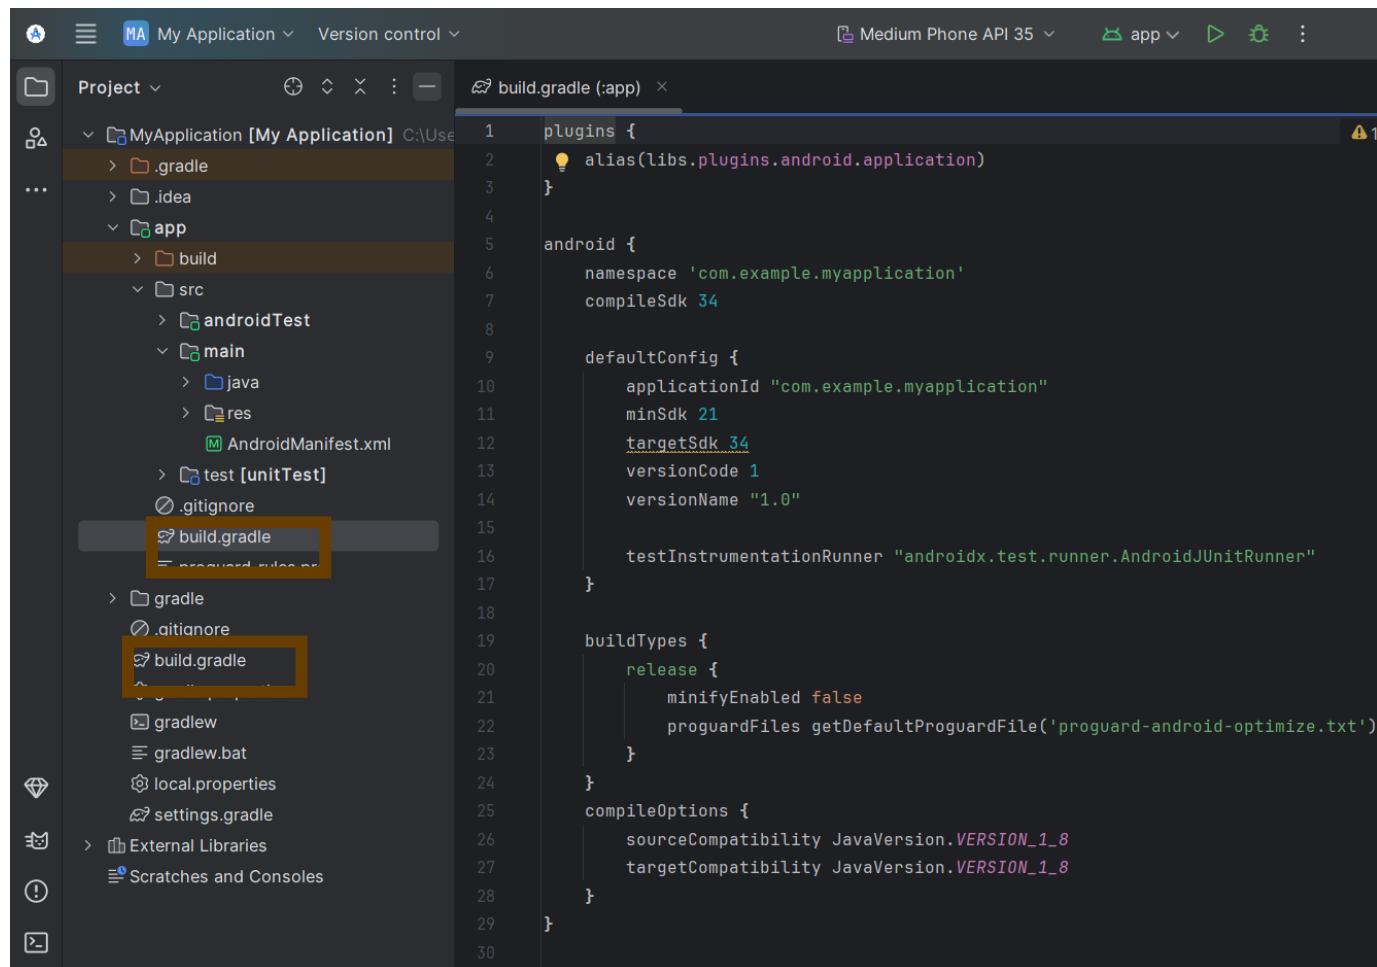 MA My Application Version control Medium Phone API 35 app
Project
build.gradle (:app)
MyApplication [My Application] C:\Use
.gradle
.idea
app
build
src
androidTest
main
java
res
AndroidManifest.xml
test [unitTest]
.gitignore
build.gradle
proguard-rules.pr
gradle
.gitignore
build.gradle
gradlew
gradlew.bat
local.properties
settings.gradle
External Libraries
Scratches and Consoles
1 plugins { 1
2 alias(libs.plugins.android.application)
3 }
4
5 android {
6 namespace 'com.example.myapplication'
7 compileSdk 34
8
9 defaultConfig {
10 applicationId "com.example.myapplication"
11 minSdk 21
12 targetSdk 34
13 versionCode 1
14 versionName "1.0"
15
16 testInstrumentationRunner "androidx.test.runner.AndroidJUnitRunner"
17 }
18
19 buildTypes {
20 release {
21 minifyEnabled false
22 proguardFiles getDefaultProguardFile('proguard-android-optimize.txt')
23 }
24 }
25 compileOptions {
26 sourceCompatibility JavaVersion.VERSION_1_8
27 targetCompatibility JavaVersion.VERSION_1_8
28 }
29 }
30